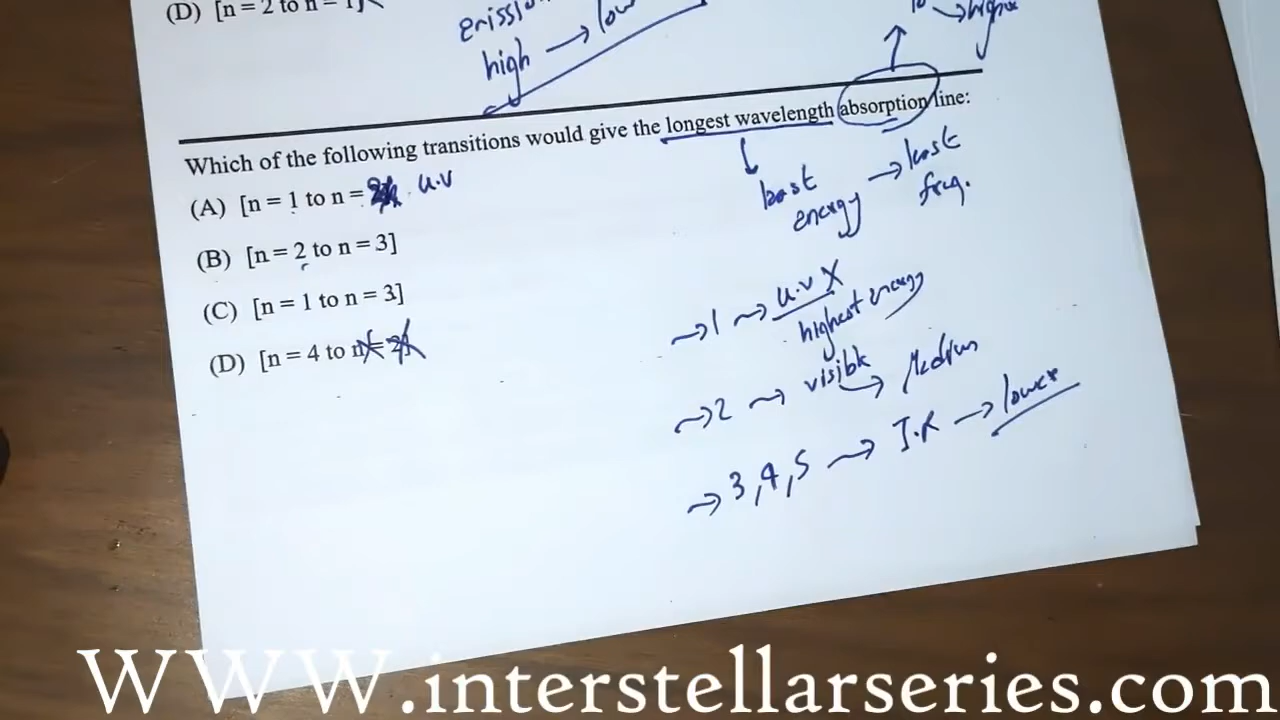 (D) [n = 2 to n = 1]
high → low
→ higher
Which of the following transitions would give the longest wavelength absorption line:
(A) [n = 1 to n = u.v
(B) [n = 2 to n = 3]
(C) [n = 1 to n = 3]
(D) [n = 4 to n = 2]
least energy → least freq.
→ 1 → u.v X
highest energy
→ 2 → visible → Medium
→ 3,4,5 → I.R → lower
WWW.interstellarseries.com